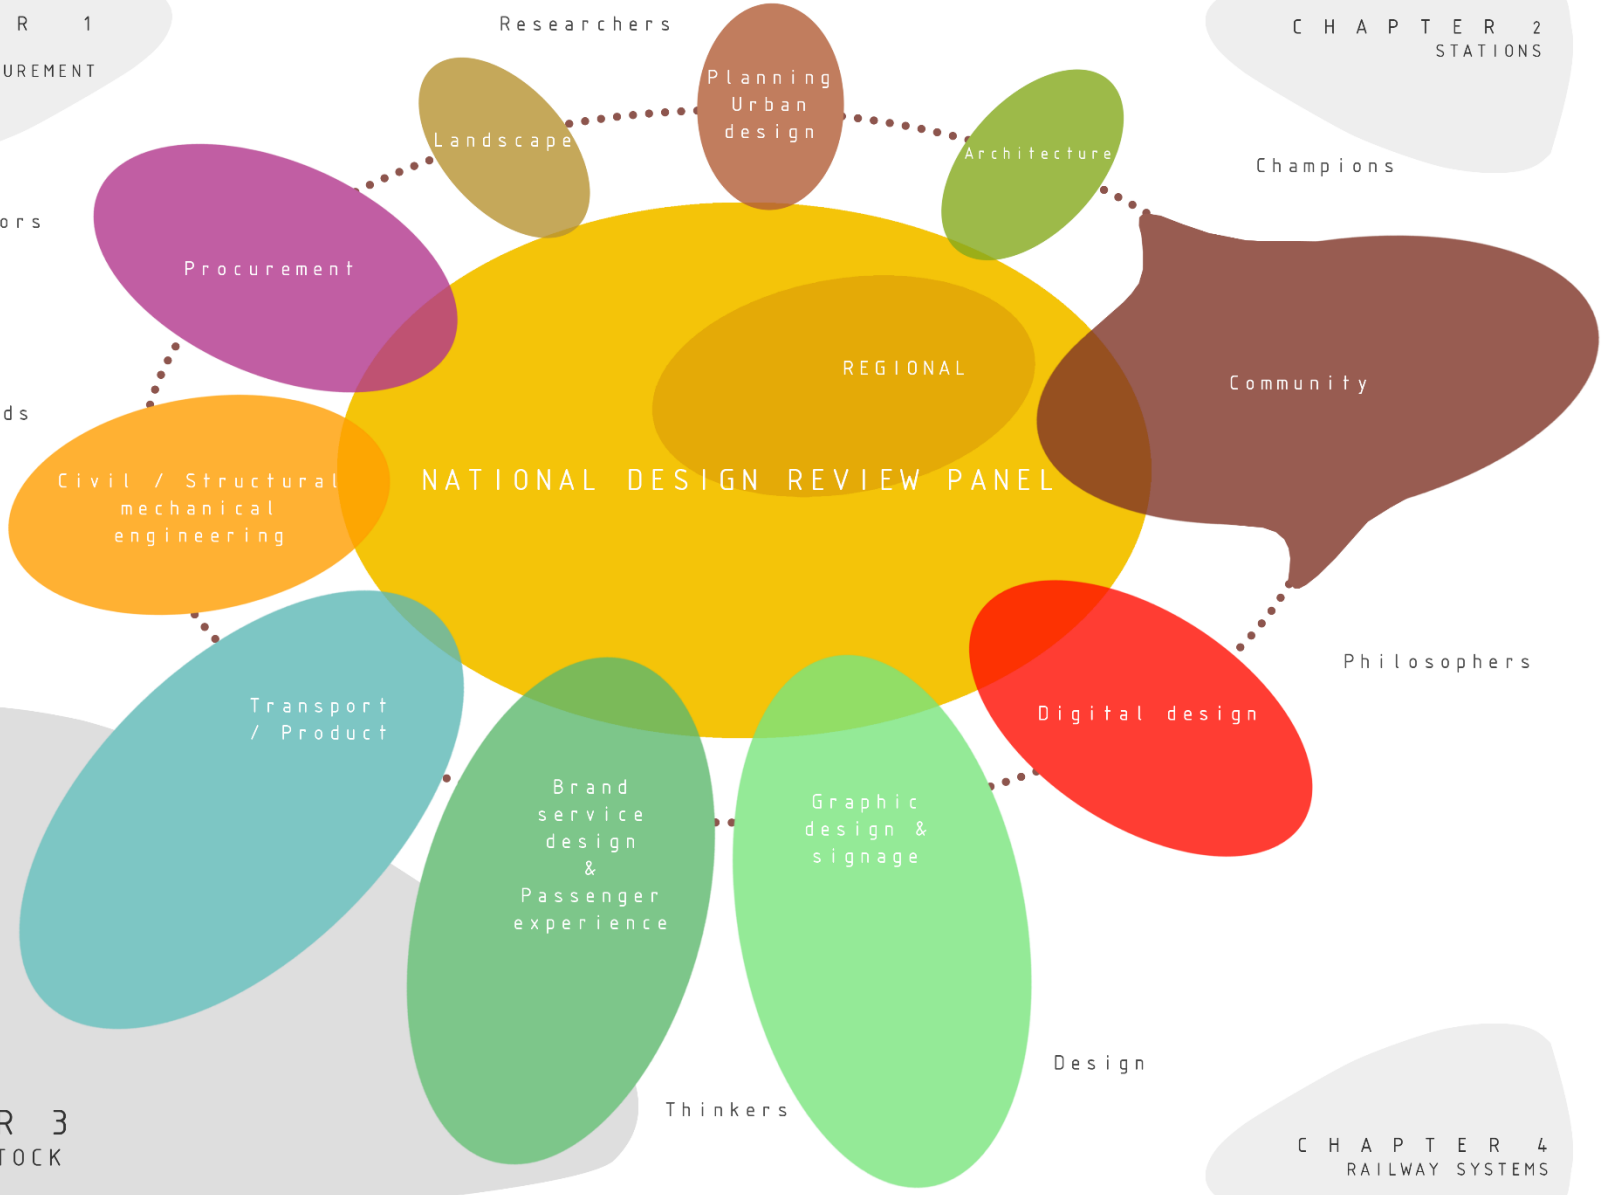 R 1
UREMENT
Researchers
CHAPTER 2
STATIONS
Planning
Urban
design
Landscape
Architecture
Champions
ors
Procurement
REGIONAL
Community
ds
NATIONAL DESIGN REVIEW PANEL
Civil / Structural
mechanical
engineering
Philosophers
Transport
/ Product
Digital design
Brand
service
design
&
Passenger
experience
Graphic
design &
signage
Design
Thinkers
R 3
TOCK
CHAPTER 4
RAILWAY SYSTEMS